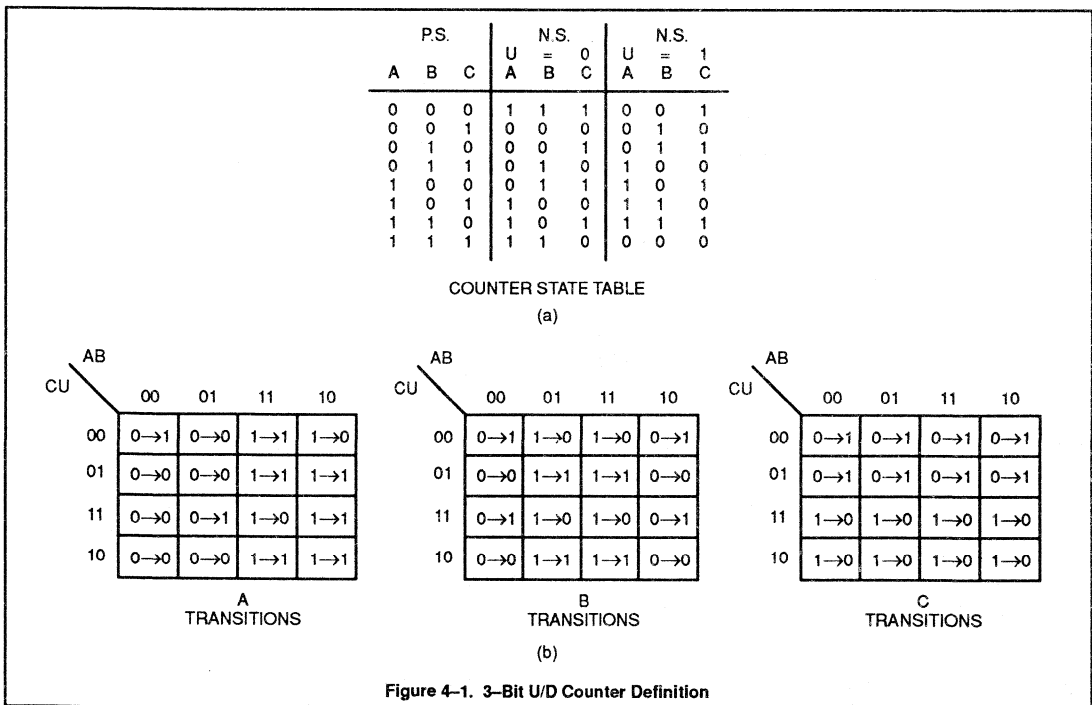 P.S. N.S. N.S.
U = 0 U = 1
A B C A B C A B C
0 0 0 1 1 1 0 0 1
0 0 1 0 0 0 0 1 0
0 1 0 0 0 1 0 1 1
0 1 1 0 1 0 1 0 0
1 0 0 0 1 1 1 0 1
1 0 1 1 0 0 1 1 0
1 1 0 1 0 1 1 1 1
1 1 1 1 1 0 0 0 0
COUNTER STATE TABLE
(a)
AB
CU
00 01 11 10
00 0→1 0→0 1→1 1→0
01 0→0 0→0 1→1 1→1
11 0→0 0→1 1→0 1→1
10 0→0 0→0 1→1 1→1
A
TRANSITIONS
AB
CU
00 01 11 10
00 0→1 1→0 1→0 0→1
01 0→0 1→1 1→1 0→0
11 0→1 1→0 1→0 0→1
10 0→0 1→1 1→1 0→0
B
TRANSITIONS
AB
CU
00 01 11 10
00 0→1 0→1 0→1 0→1
01 0→1 0→1 0→1 0→1
11 1→0 1→0 1→0 1→0
10 1→0 1→0 1→0 1→0
C
TRANSITIONS
(b)
Figure 4–1. 3–Bit U/D Counter Definition